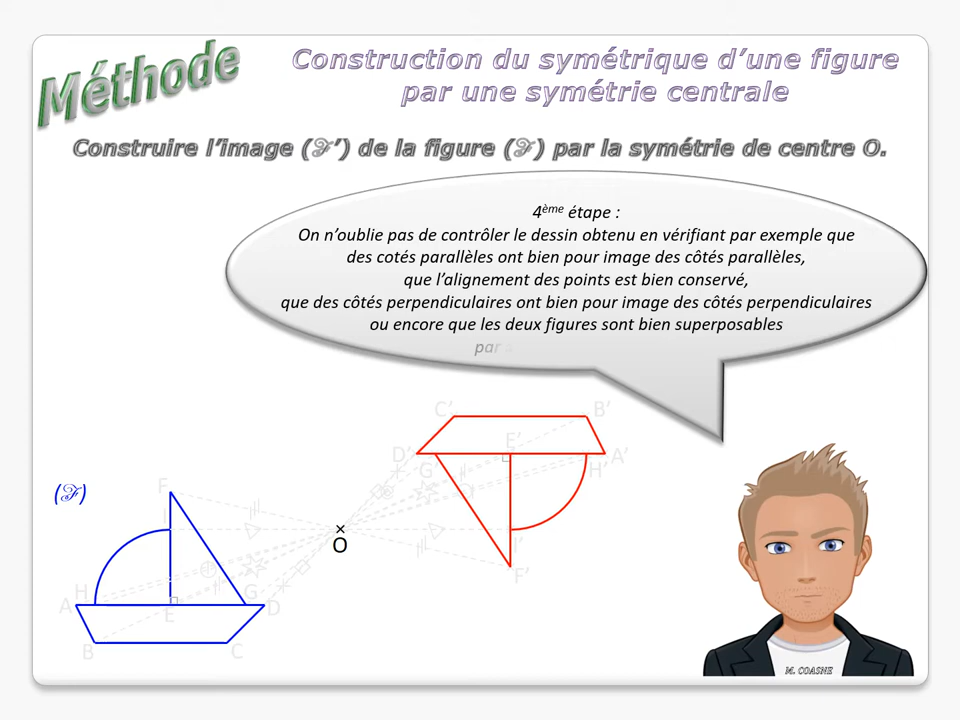 Méthode
Construction du symétrique d’une figure
par une symétrie centrale
Construire l’image (ℱ’) de la figure (ℱ) par la symétrie de centre O.
4ème étape :
On n’oublie pas de contrôler le dessin obtenu en vérifiant par exemple que
des cotés parallèles ont bien pour image des côtés parallèles,
que l’alignement des points est bien conservé,
que des côtés perpendiculaires ont bien pour image des côtés perpendiculaires
ou encore que les deux figures sont bien superposables
par
C’ B’
E’
D’ G’ H’ A’
(ℱ) F
I
O
I’
F’
H G
A E D
B C
M. COASNE